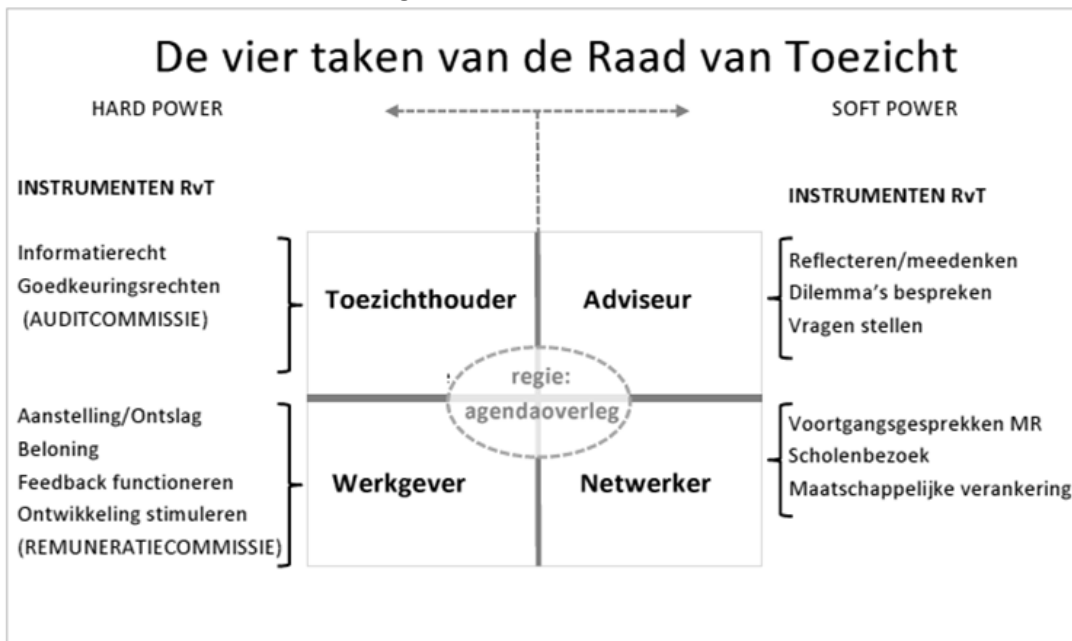 De vier taken van de Raad van Toezicht
HARD POWER
SOFT POWER
INSTRUMENTEN RvT
Informatierecht
Goedkeuringsrechten
(AUDITCOMMISSIE)
Aanstelling/Ontslag
Beloning
Feedback functioneren
Ontwikkeling stimuleren
(REMUNERATIECOMMISSIE)
Toezichthouder
Adviseur
regie:
agendaoverleg
Werkgever
Netwerker
INSTRUMENTEN RvT
Reflecteren/meedenken
Dilemma's bespreken
Vragen stellen
Voortgangsgesprekken MR
Scholenbezoek
Maatschappelijke verankering